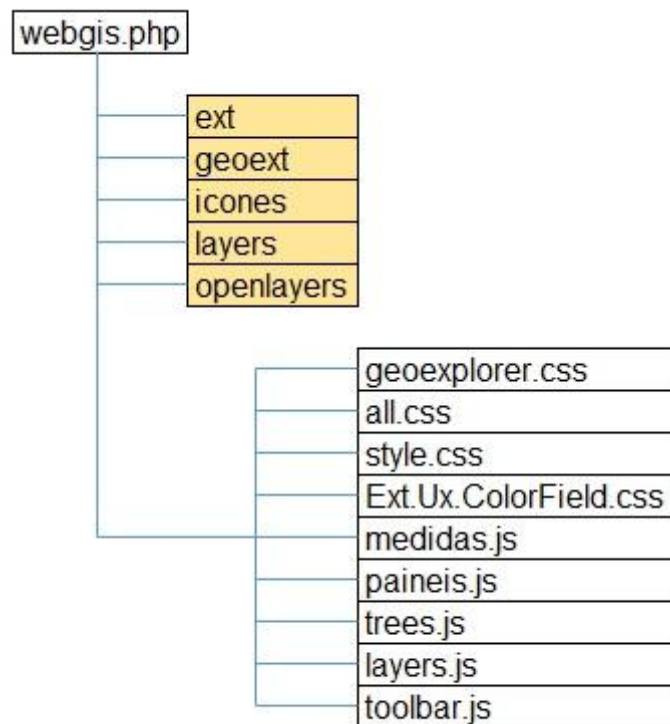 webgis.php
ext
geoext
icones
layers
openlayers
geoexplorer.css
all.css
style.css
Ext.Ux.ColorField.css
medidas.js
paineis.js
trees.js
layers.js
toolbar.js